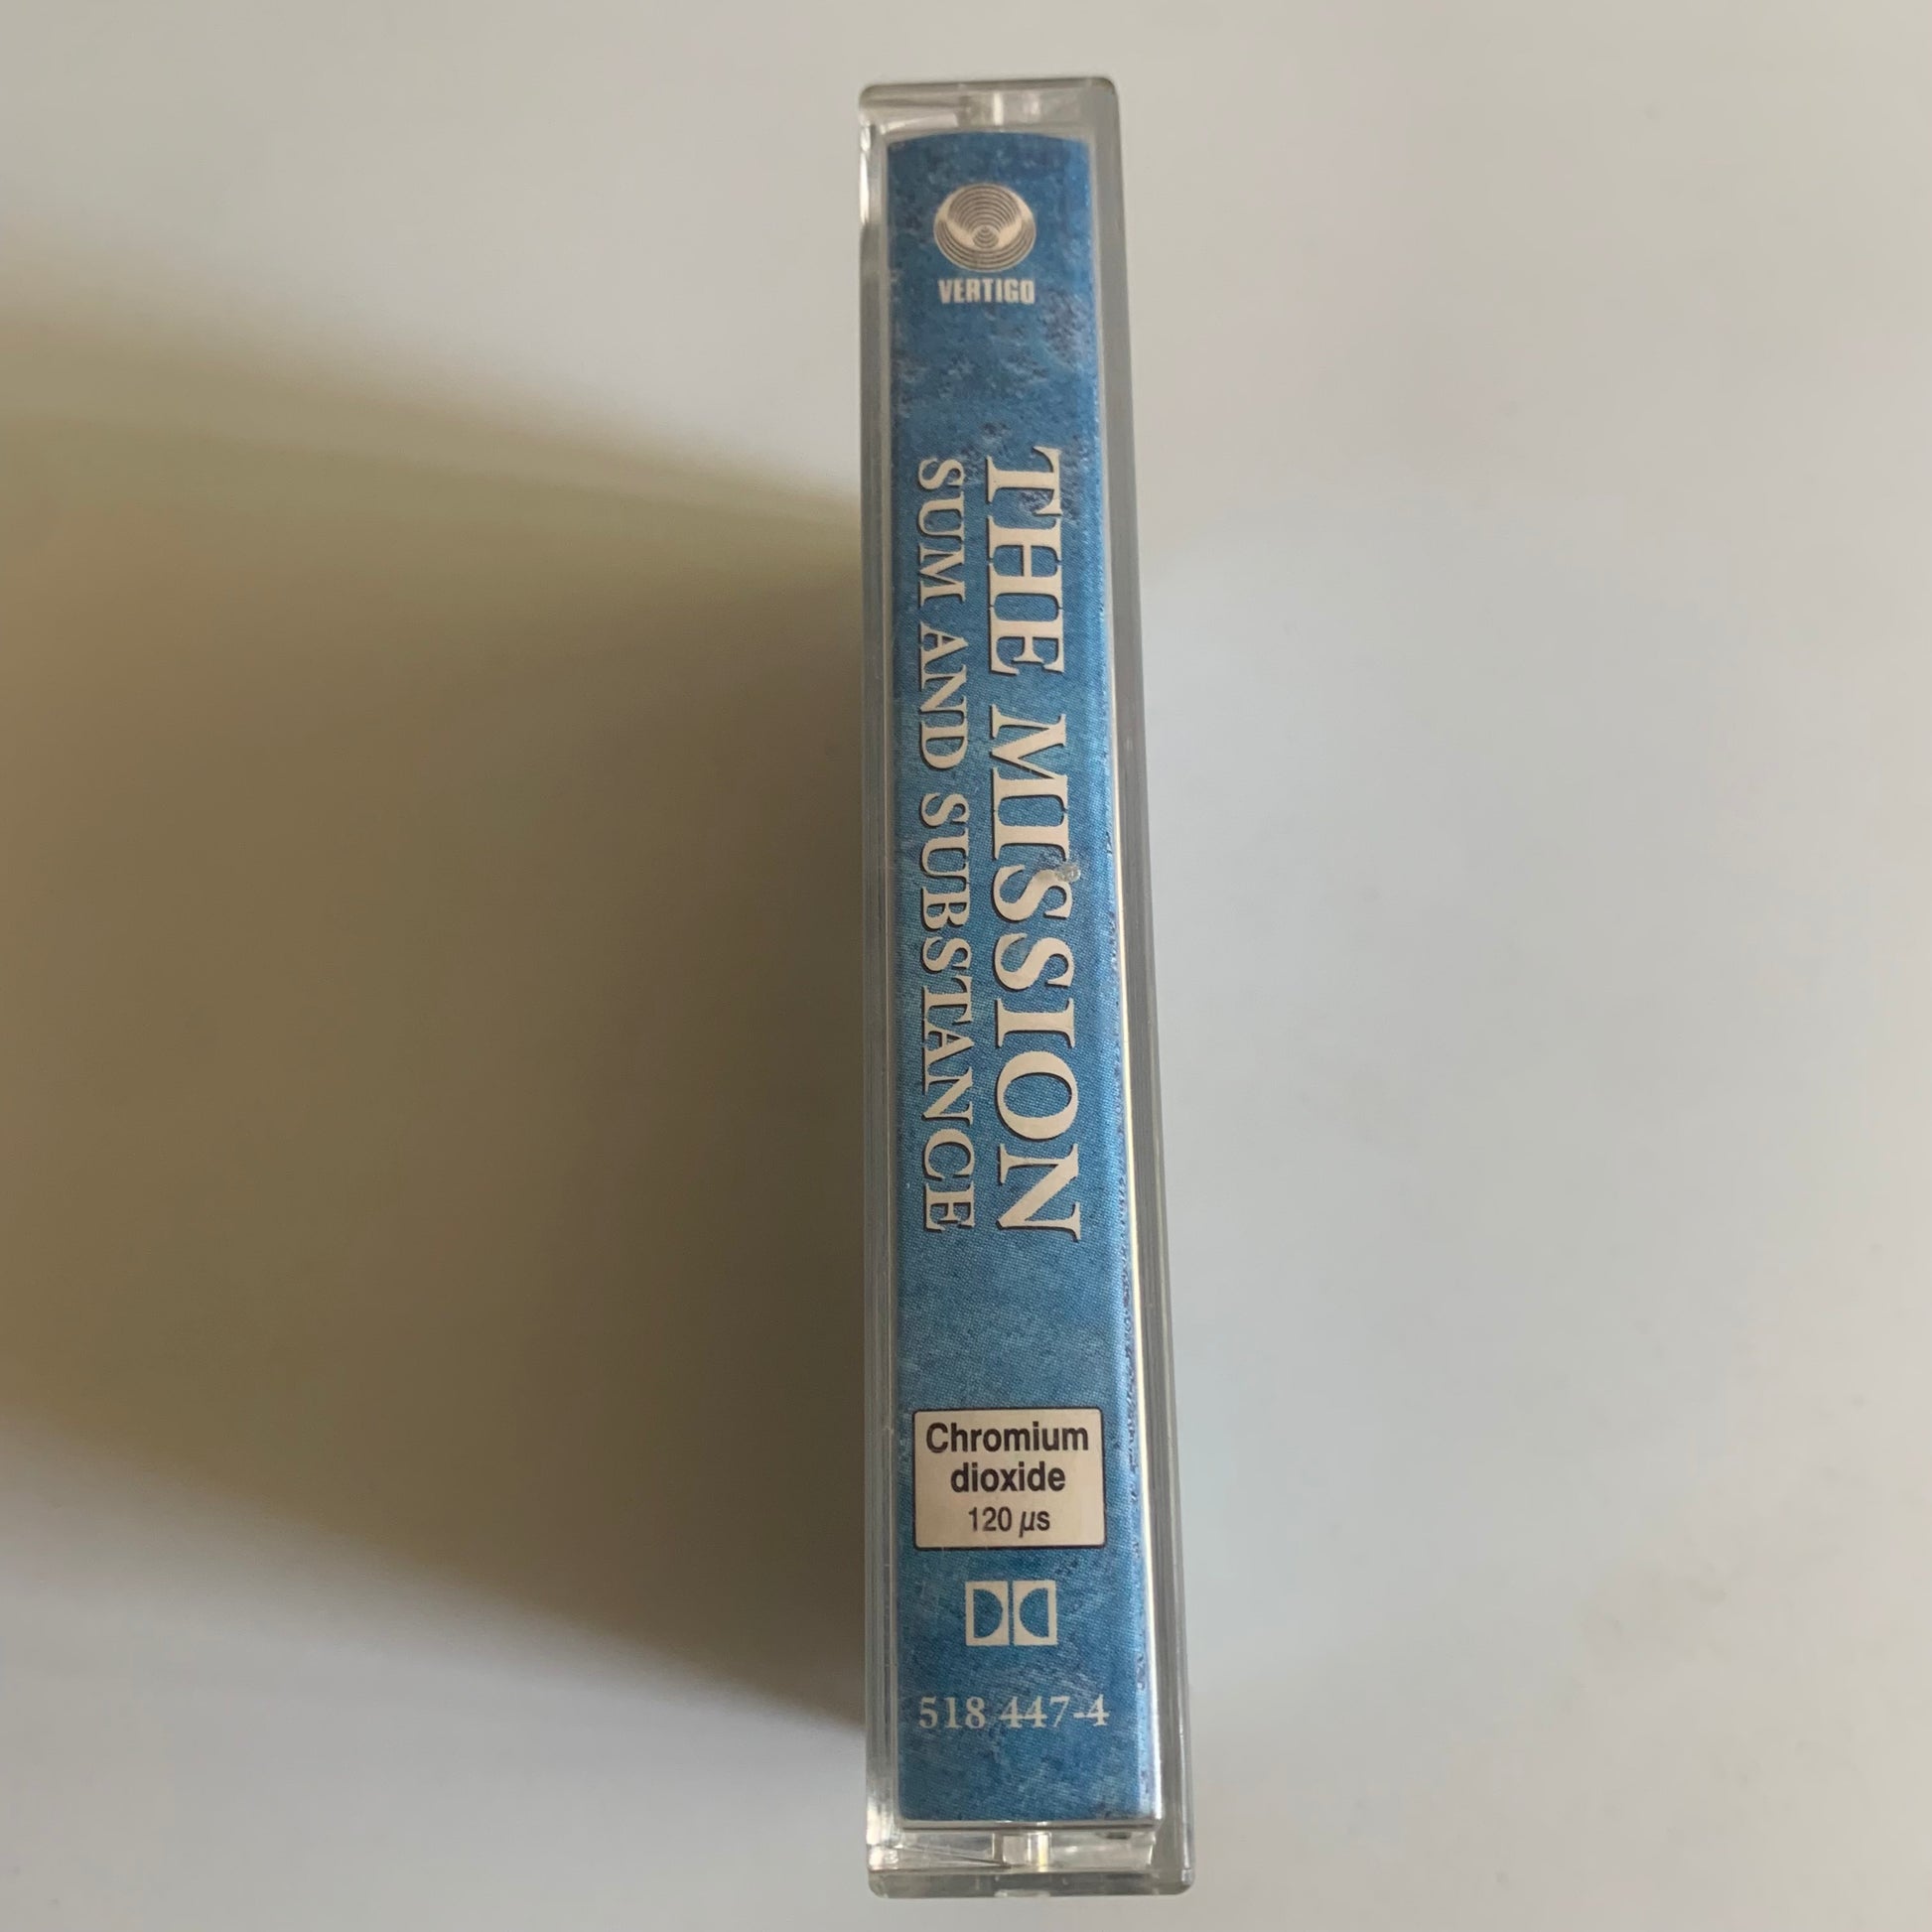 VERTIGO
THE MISSION
SUM AND SUBSTANCE
Chromium
dioxide
120 µs
518 447-4